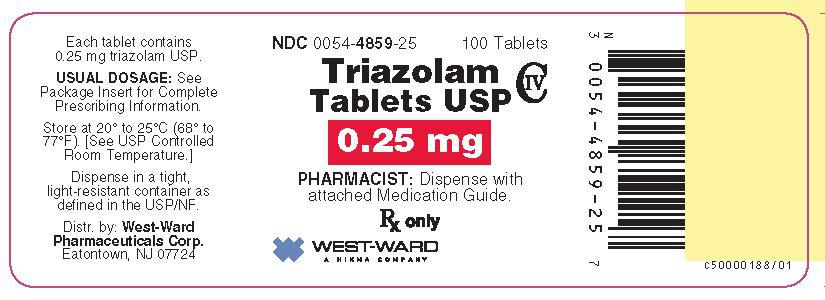 Each tablet contains
0.25 mg triazolam USP.
USUAL DOSAGE: See
Package Insert for Complete
Prescribing Information.
Store at 20° to 25°C (68° to
77°F). [See USP Controlled
Room Temperature.]
Dispense in a tight,
light-resistant container as
defined in the USP/NF.
Distr. by: West-Ward
Pharmaceuticals Corp.
Eatontown, NJ 07724
NDC 0054-4859-25 100 Tablets
Triazolam
Tablets USP CIV
0.25 mg
PHARMACIST: Dispense with
attached Medication Guide.
Rx only
WEST-WARD
A HIKMA COMPANY
N
3 0054-4859-25 7
c50000188/01